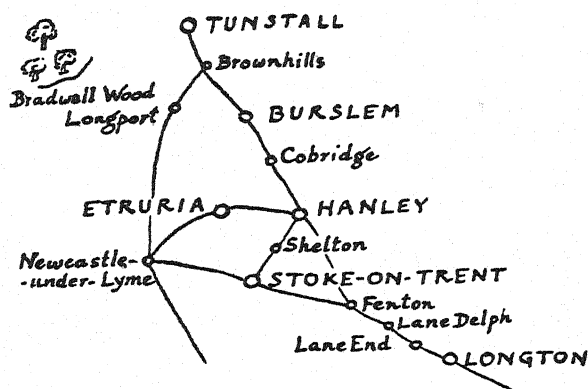 TUNSTALL
Brownhills
Bradwell Wood
Longport
BURSLEM
Cobridge
ETRURIA
HANLEY
Shelton
Newcastle-
-under-Lyme
STOKE-ON-TRENT
Fenton
Lane Delph
Lane End
LONGTON